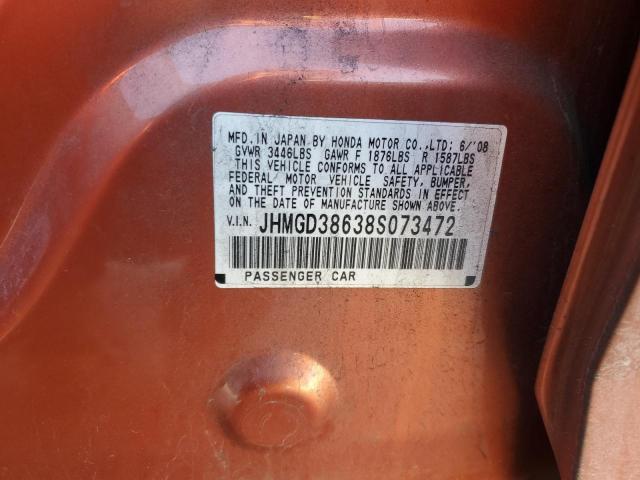 MFD. IN JAPAN BY HONDA MOTOR CO.,LTD; 6/'08
GVWR 3446LBS GAWR F 1876LBS R 1587LBS
THIS VEHICLE CONFORMS TO ALL APPLICABLE
FEDERAL MOTOR VEHICLE SAFETY, BUMPER,
AND THEFT PREVENTION STANDARDS IN EFFECT
ON THE DATE OF MANUFACTURE SHOWN ABOVE.
V.I.N. JHMGD38638S073472
PASSENGER CAR